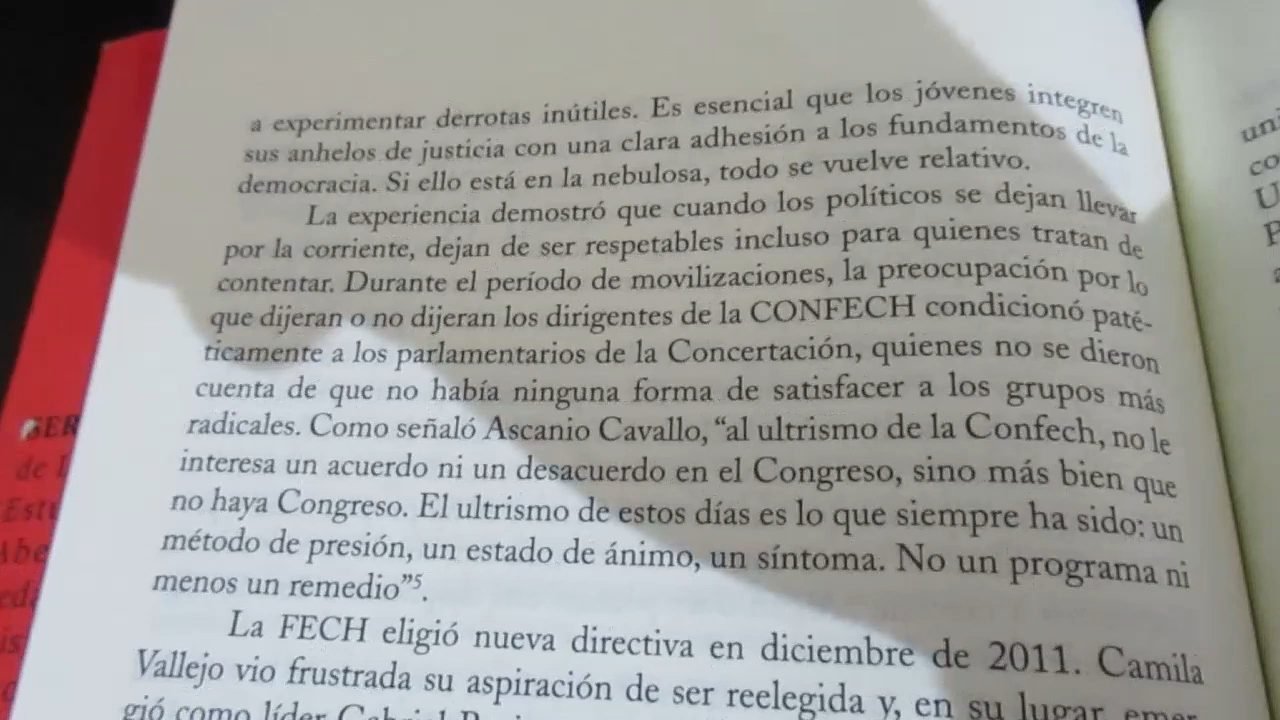 a experimentar derrotas inútiles. Es esencial que los jóvenes integren
sus anhelos de justicia con una clara adhesión a los fundamentos de la
democracia. Si ello está en la nebulosa, todo se vuelve relativo.
La experiencia demostró que cuando los políticos se dejan llevar
por la corriente, dejan de ser respetables incluso para quienes tratan de
contentar. Durante el período de movilizaciones, la preocupación por lo
que dijeran o no dijeran los dirigentes de la CONFECH condicionó paté-
ticamente a los parlamentarios de la Concertación, quienes no se dieron
cuenta de que no había ninguna forma de satisfacer a los grupos más
radicales. Como señaló Ascanio Cavallo, “al ultrismo de la Confech, no le
interesa un acuerdo ni un desacuerdo en el Congreso, sino más bien que
no haya Congreso. El ultrismo de estos días es lo que siempre ha sido: un
método de presión, un estado de ánimo, un síntoma. No un programa ni
menos un remedio”⁵.
La FECH eligió nueva directiva en diciembre de 2011. Camila
Vallejo vio frustrada su aspiración de ser reelegida y, en su lugar, emer-
gió como líder Gabriel